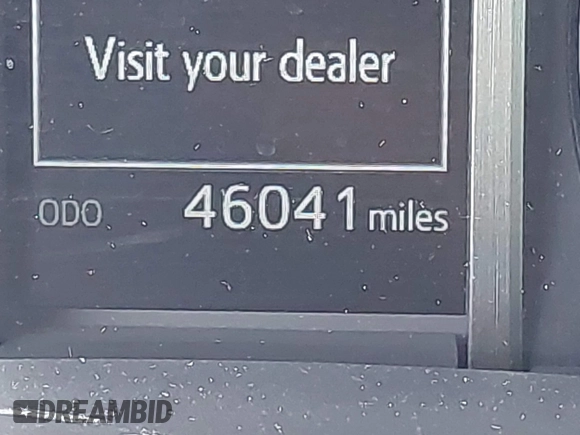 Visit your dealer
ODO 46041 miles
DREAMBID